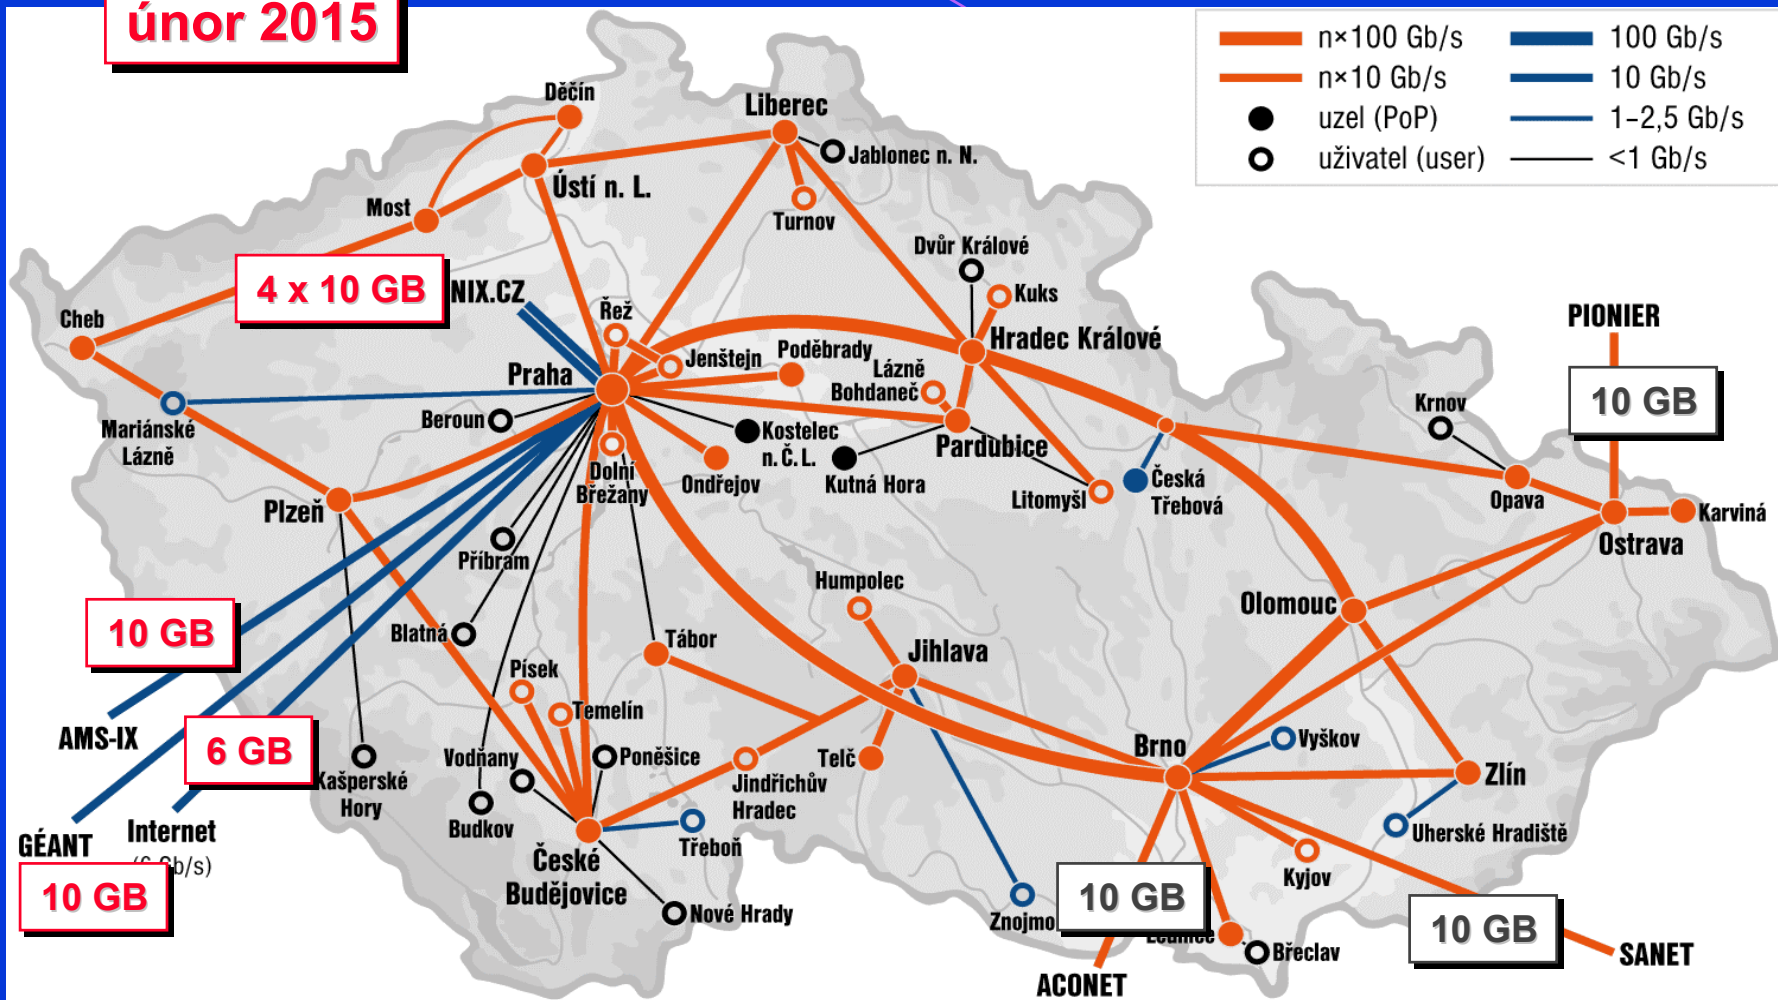 únor 2015
n×100 Gb/s
100 Gb/s
n×10 Gb/s
10 Gb/s
uzel (PoP)
1–2,5 Gb/s
uživatel (user)
<1 Gb/s
Děčín
Liberec
Jablonec n. N.
Ústí n. L.
Most
Turnov
Dvůr Králové
4 x 10 GB
NIX.CZ
Kuks
Řež
Cheb
PIONIER
Hradec Králové
Jenštejn
Poděbrady
Praha
Lázně
Bohdaneč
10 GB
Krnov
Beroun
Mariánské
Lázně
Kostelec
n. Č. L.
Pardubice
Dolní
Břežany
Ondřejov
Kutná Hora
Litomyšl
Česká
Třebová
Opava
Karviná
Plzeň
Ostrava
Příbram
Humpolec
Olomouc
10 GB
Blatná
Tábor
Jihlava
Písek
Temelín
AMS-IX
6 GB
Vodňany
Poněšice
Telč
Brno
Vyškov
Zlín
Kašperské
Hory
Jindřichův
Hradec
Budkov
Internet
GÉANT
Třeboň
Uherské Hradiště
České
Budějovice
Kyjov
10 GB
10 GB
Nové Hrady
Znojmo
10 GB
Břeclav
SANET
ACONET